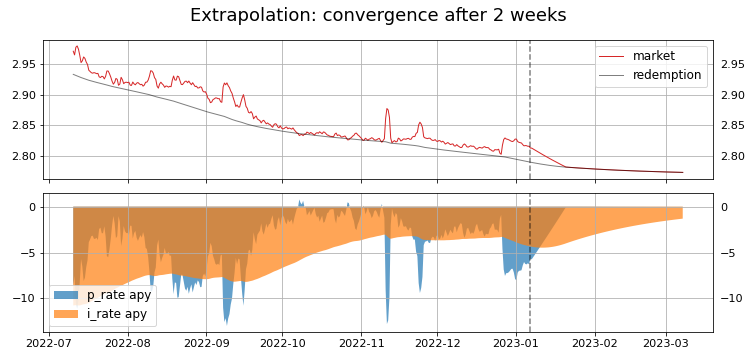 Extrapolation: convergence after 2 weeks
2.95 2.95
2.90 2.90
2.85 2.85
2.80 2.80
market
redemption
0 0
−5 −5
−10 −10
p_rate apy
i_rate apy
2022-07 2022-08 2022-09 2022-10 2022-11 2022-12 2023-01 2023-02 2023-03